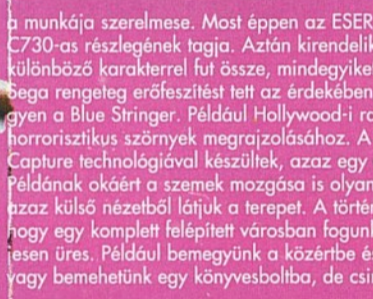 a munkája szerelmese. Most éppen az ESER
C730-as részlegének tagja. Aztán kirendelik
különböző karakterrel fut össze, mindegyike
Sega rengeteg erőfeszítést tett az érdekében
gyen a Blue Stringer. Például Hollywood-i ra
horrorisztikus szörnyek megrajzolásához. A
Capture technológiával készültek, azaz egy
Példának okáért a szemek mozgása is olyan
azaz külső nézetből látjuk a terepet. A törtér
hogy egy komplett felépített városban fogunk
esen üres. Például bemegyünk a közértbe és
vagy bemehetünk egy könyvesboltba, de csir